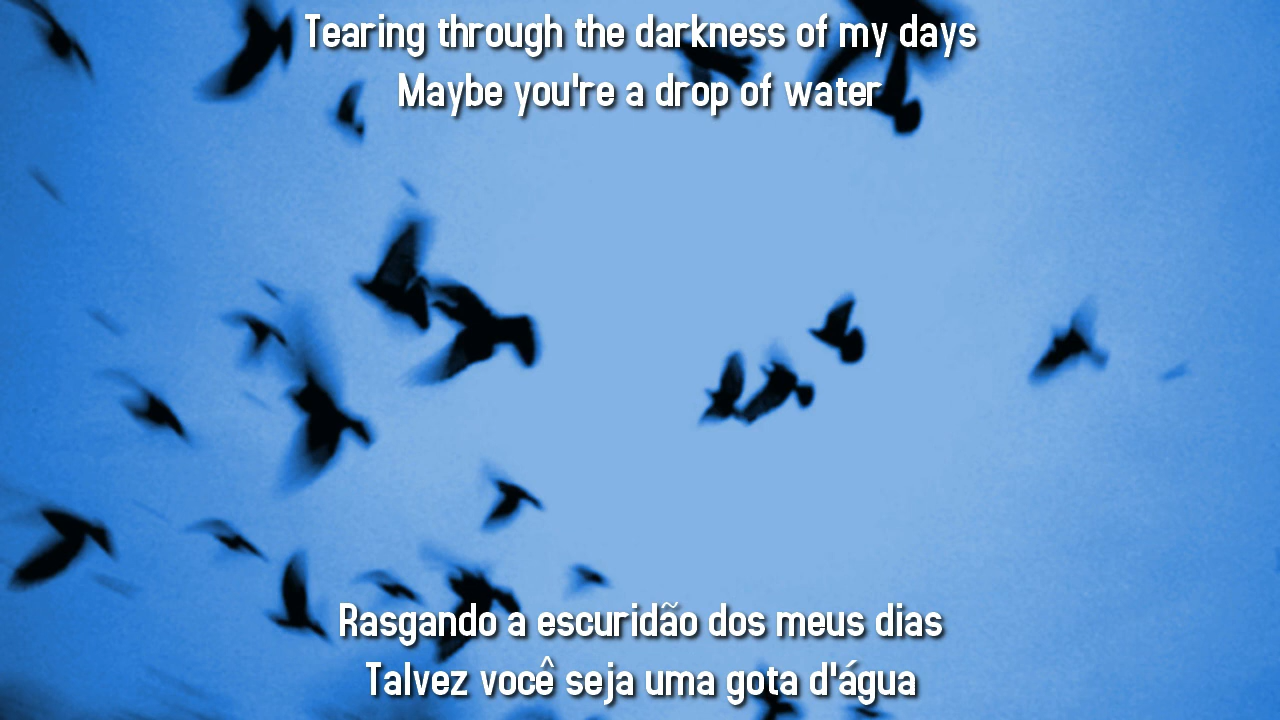 Tearing through the darkness of my days
Maybe you're a drop of water
Rasgando a escuridão dos meus dias
Talvez você seja uma gota d'água